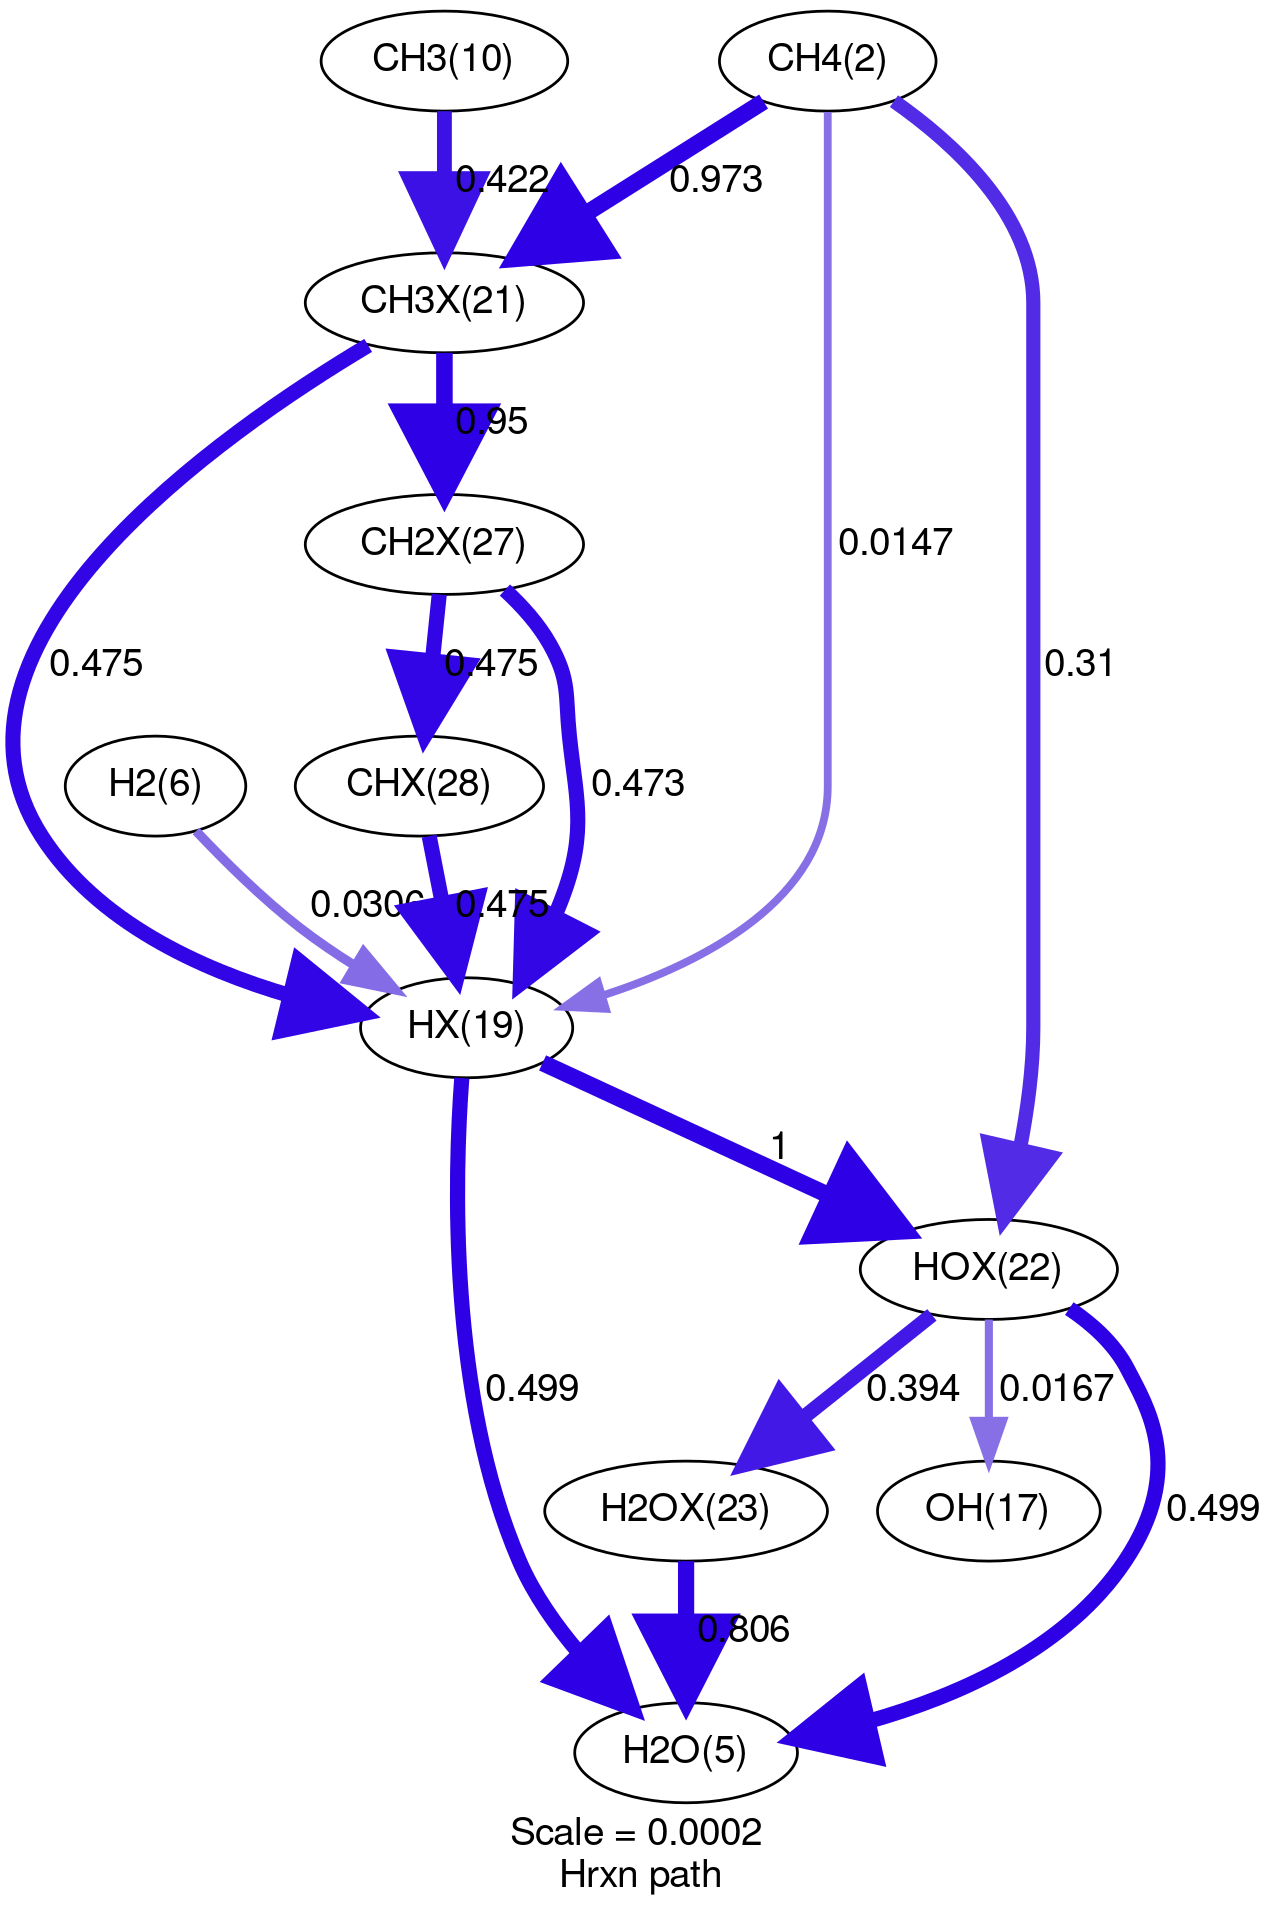 CH3(10)
CH4(2)
0.422
0.973
CH3X(21)
0.95
CH2X(27)
0.0147
0.475
0.475
0.31
H2(6)
CHX(28)
0.473
0.475
HX(19)
1
HOX(22)
0.499
0.394
0.0167
H2OX(23)
OH(17)
0.499
0.806
H2O(5)
Scale = 0.0002
Hrxn path